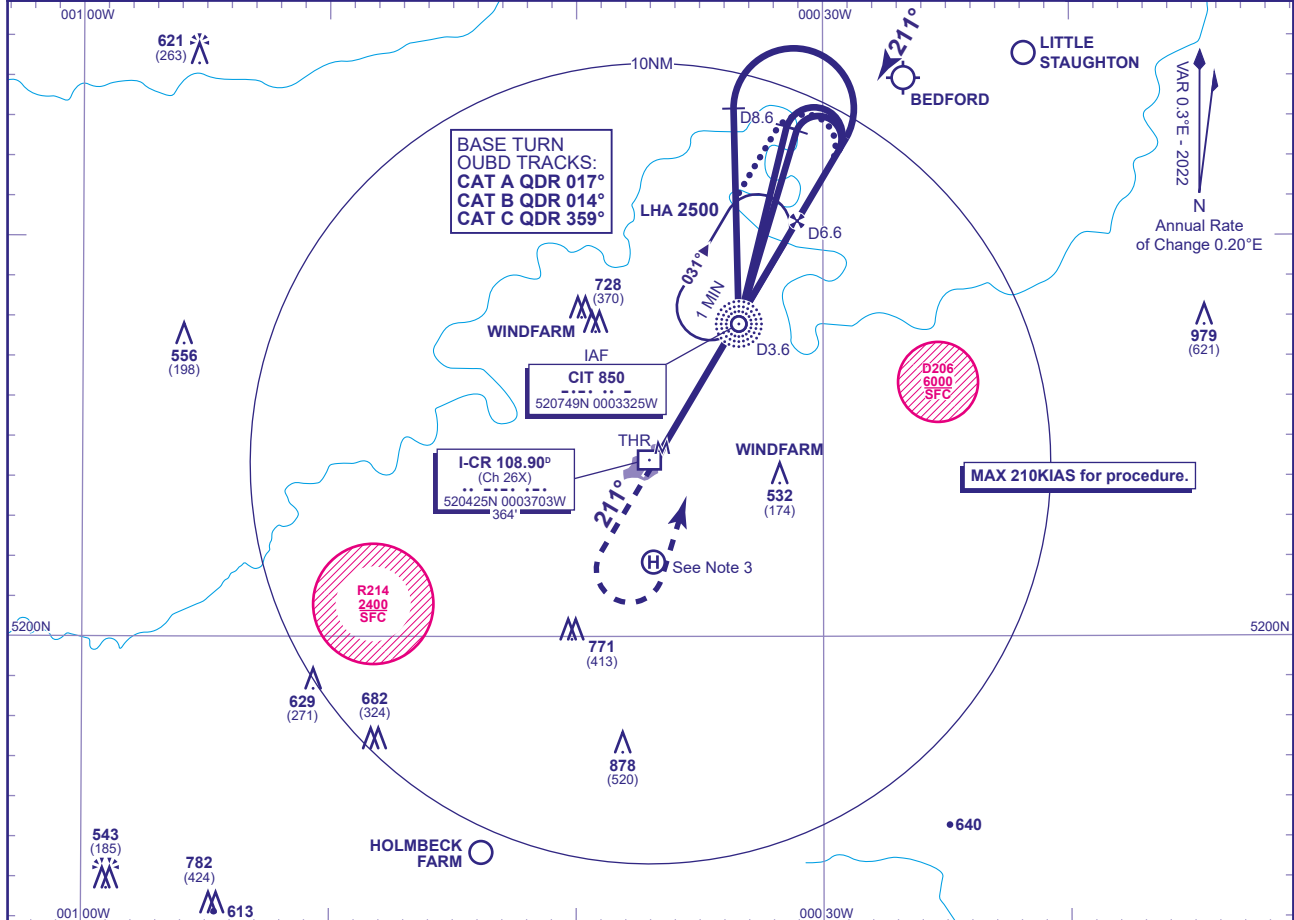 001°00'W
000°30'W
621
(263)
10NM
211°
LITTLE
STAUGHTON
BEDFORD
VAR 0.3°E - 2022
N
Annual Rate
of Change 0.20°E
BASE TURN
OUBD TRACKS:
CAT A QDR 017°
CAT B QDR 014°
CAT C QDR 359°
D8.6
LHA 2500
D6.6
031°
1 MIN
728
(370)
WINDFARM
556
(198)
979
(621)
D3.6
IAF
CIT 850
-·-· ·· -
520749N 0003325W
D206
6000
SFC
THR
M
I-CR 108.90ᴰ
(Ch 26X)
·· -·-· ·-·
520425N 0003703W
364'
WINDFARM
532
(174)
MAX 210KIAS for procedure.
211°
H
See Note 3
R214
2400
SFC
5200N
5200N
771
(413)
629
(271)
682
(324)
878
(520)
640
543
(185)
782
(424)
613
HOLMBECK
FARM
001°00'W
000°30'W